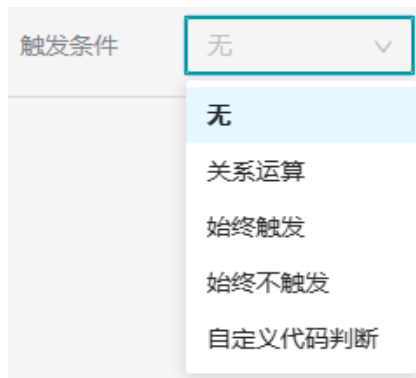 触发条件 无
无
关系运算
始终触发
始终不触发
自定义代码判断